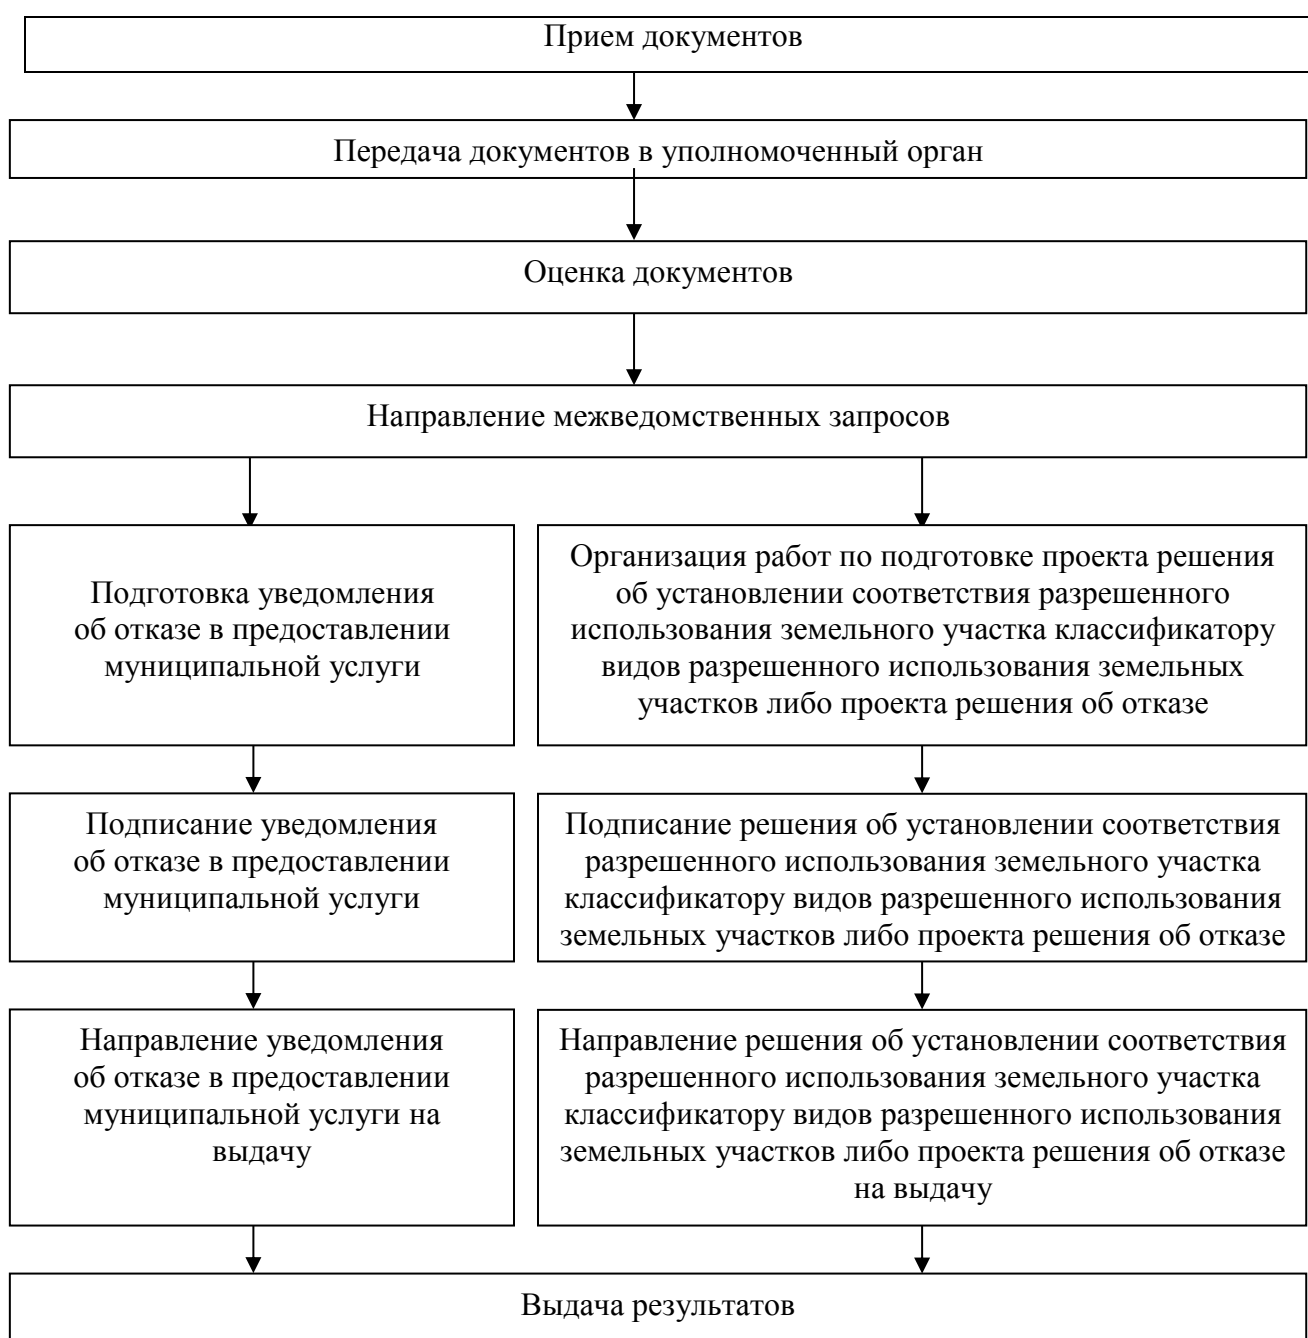 Прием документов
Передача документов в уполномоченный орган
Оценка документов
Направление межведомственных запросов
Подготовка уведомления
об отказе в предоставлении
муниципальной услуги
Организация работ по подготовке проекта решения
об установлении соответствия разрешенного
использования земельного участка классификатору
видов разрешенного использования земельных
участков либо проекта решения об отказе
Подписание уведомления
об отказе в предоставлении
муниципальной услуги
Подписание решения об установлении соответствия
разрешенного использования земельного участка
классификатору видов разрешенного использования
земельных участков либо проекта решения об отказе
Направление уведомления
об отказе в предоставлении
муниципальной услуги на
выдачу
Направление решения об установлении соответствия
разрешенного использования земельного участка
классификатору видов разрешенного использования
земельных участков либо проекта решения об отказе
на выдачу
Выдача результатов